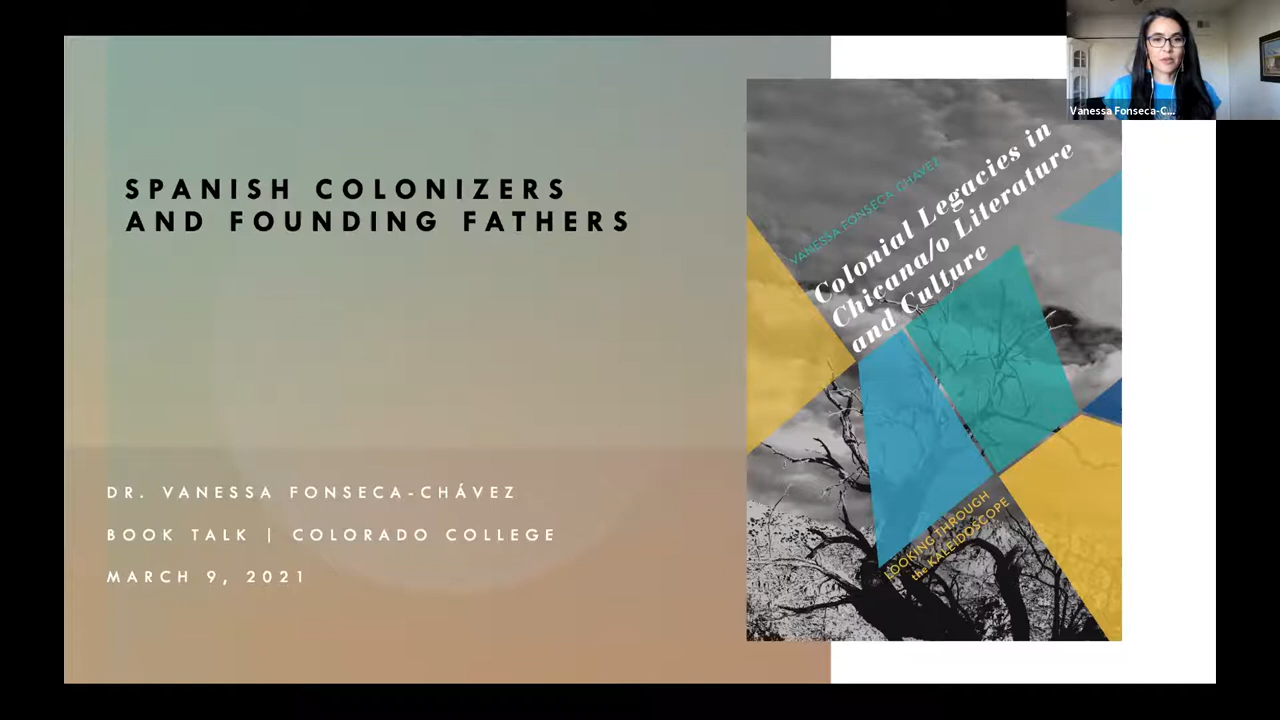 SPANISH COLONIZERS
AND FOUNDING FATHERS
DR. VANESSA FONSECA-CHÁVEZ
BOOK TALK | COLORADO COLLEGE
MARCH 9, 2021
VANESSA FONSECA-CHÁVEZ
Colonial Legacies in
Chicana/o Literature
and Culture
LOOKING THROUGH
the KALEIDOSCOPE
Vanessa Fonseca-C...